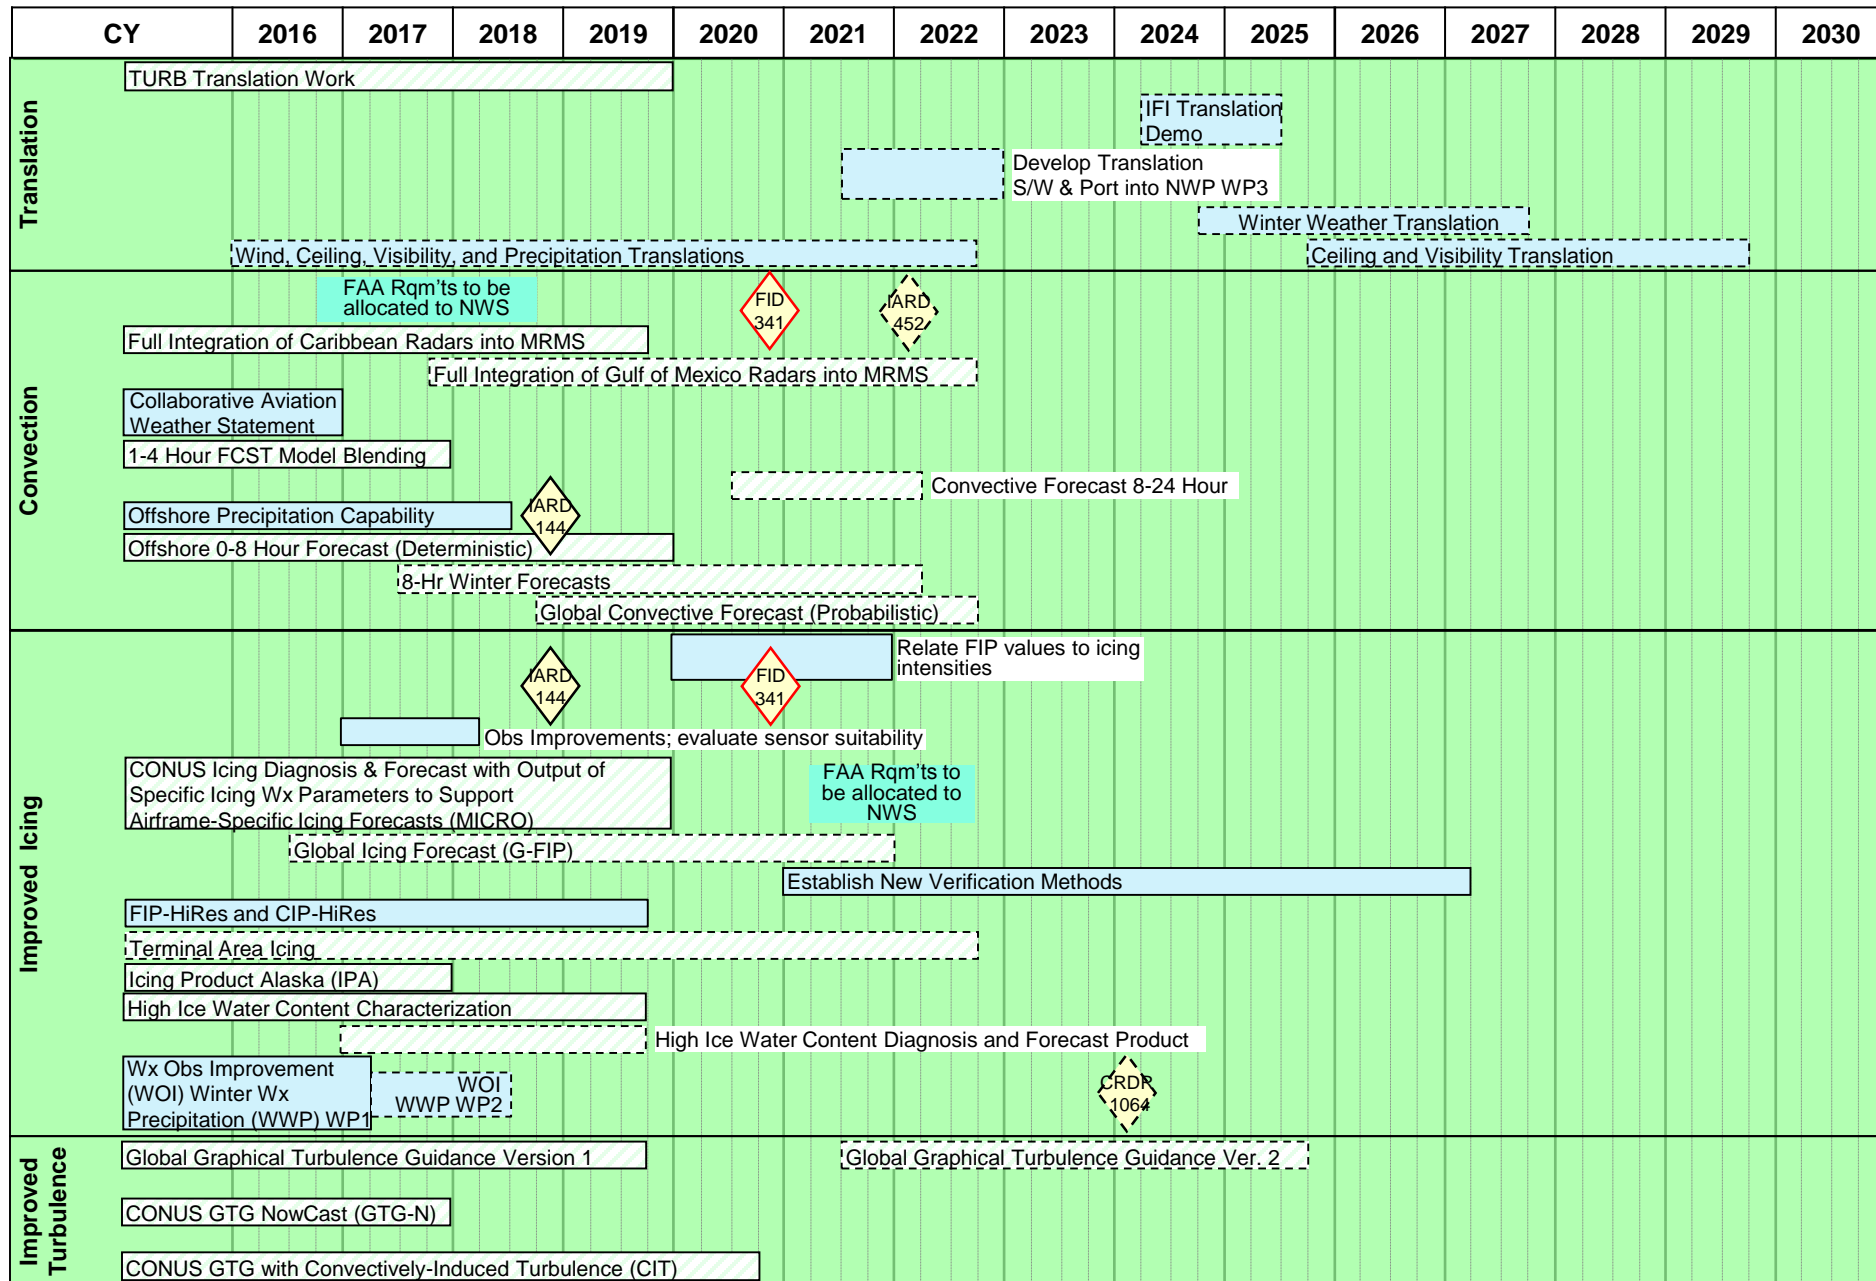 CY 2016 2017 2018 2019 2020 2021 2022 2023 2024 2025 2026 2027 2028 2029 2030
Translation
TURB Translation Work
IFI Translation
Demo
Develop Translation
S/W & Port into NWP WP3
Winter Weather Translation
Wind, Ceiling, Visibility, and Precipitation Translations
Ceiling and Visibility Translation
Convection
FAA Rqm'ts to be
allocated to NWS
FID
341
IARD
452
Full Integration of Caribbean Radars into MRMS
Full Integration of Gulf of Mexico Radars into MRMS
Collaborative Aviation
Weather Statement
1-4 Hour FCST Model Blending
Convective Forecast 8-24 Hour
IARD
144
Offshore Precipitation Capability
Offshore 0-8 Hour Forecast (Deterministic)
8-Hr Winter Forecasts
Global Convective Forecast (Probabilistic)
Improved Icing
Relate FIP values to icing
intensities
IARD
144
FID
341
Obs Improvements; evaluate sensor suitability
CONUS Icing Diagnosis & Forecast with Output of
Specific Icing Wx Parameters to Support
Airframe-Specific Icing Forecasts (MICRO)
FAA Rqm'ts to
be allocated to
NWS
Global Icing Forecast (G-FIP)
Establish New Verification Methods
FIP-HiRes and CIP-HiRes
Terminal Area Icing
Icing Product Alaska (IPA)
High Ice Water Content Characterization
High Ice Water Content Diagnosis and Forecast Product
Wx Obs Improvement
(WOI) Winter Wx
Precipitation (WWP) WP1
WOI
WWP WP2
CRDR
1064
Improved
Turbulence
Global Graphical Turbulence Guidance Version 1
Global Graphical Turbulence Guidance Ver. 2
CONUS GTG NowCast (GTG-N)
CONUS GTG with Convectively-Induced Turbulence (CIT)